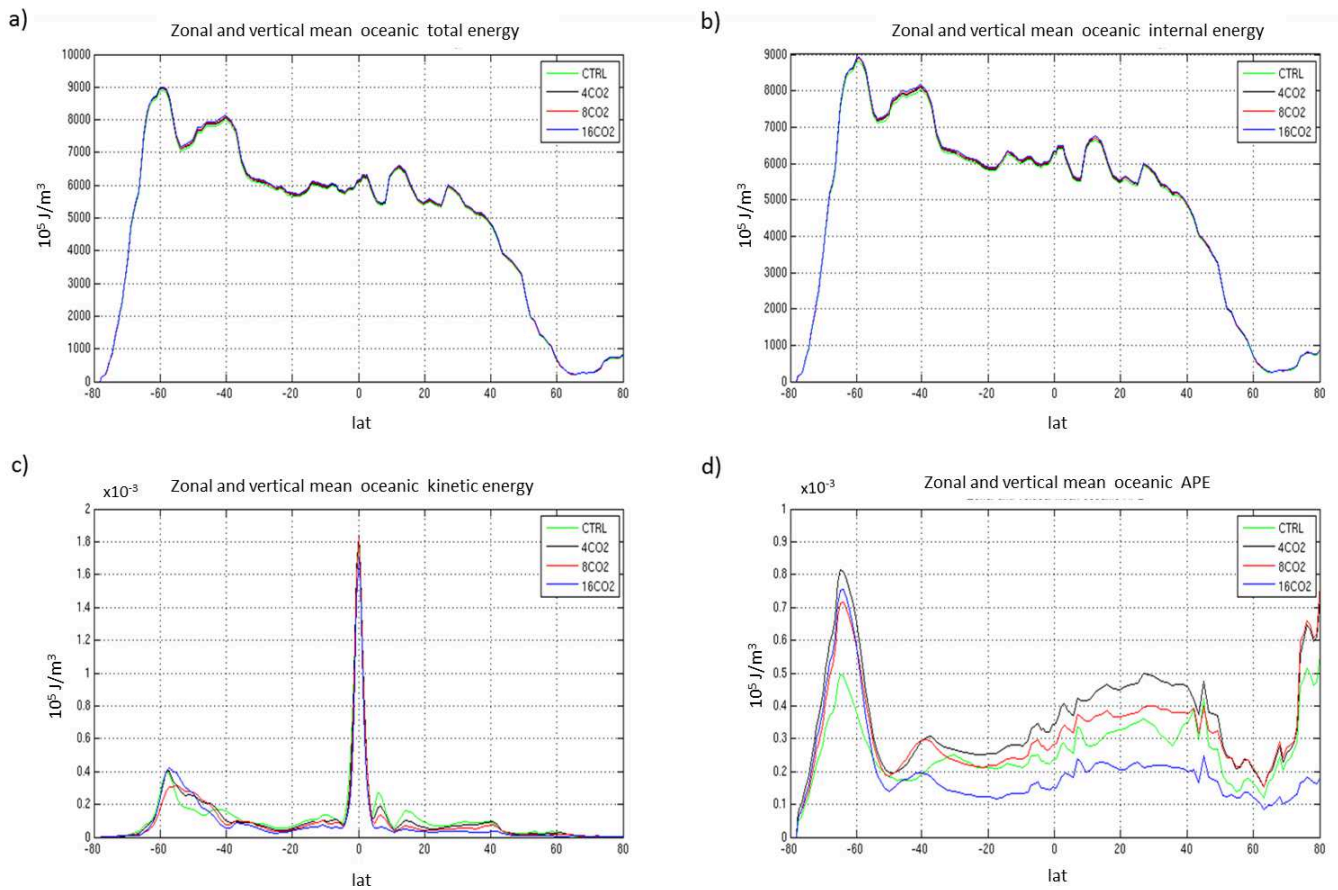 a)
Zonal and vertical mean oceanic total energy
10000
9000
8000
7000
6000
5000
4000
3000
2000
1000
0
10⁵ J/m³
-80 -60 -40 -20 0 20 40 60 80
lat
CTRL
4CO2
8CO2
16CO2
b)
Zonal and vertical mean oceanic internal energy
9000
8000
7000
6000
5000
4000
3000
2000
1000
0
10⁵ J/m³
-80 -60 -40 -20 0 20 40 60 80
lat
CTRL
4CO2
8CO2
16CO2
c)
x10⁻³
Zonal and vertical mean oceanic kinetic energy
2
1.8
1.6
1.4
1.2
1
0.8
0.6
0.4
0.2
0
10⁵ J/m³
-80 -60 -40 -20 0 20 40 60 80
lat
CTRL
4CO2
8CO2
16CO2
d)
x10⁻³
Zonal and vertical mean oceanic APE
1
0.9
0.8
0.7
0.6
0.5
0.4
0.3
0.2
0.1
0
10⁵ J/m³
-80 -60 -40 -20 0 20 40 60 80
lat
CTRL
4CO2
8CO2
16CO2